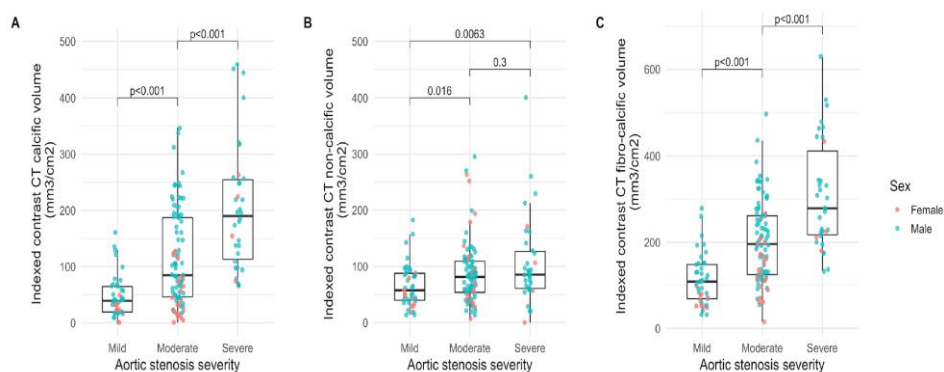 A
Indexed contrast CT calcific volume
(mm3/cm2)
500
400
300
200
100
0
p<0.001
p<0.001
Mild
Moderate
Severe
Aortic stenosis severity
B
Indexed contrast CT non-calcific volume
(mm3/cm2)
500
400
300
200
100
0
0.0063
0.3
0.016
Mild
Moderate
Severe
Aortic stenosis severity
C
Indexed contrast CT fibro-calcific volume
(mm3/cm2)
600
400
200
0
p<0.001
p<0.001
Mild
Moderate
Severe
Aortic stenosis severity
Sex
Female
Male